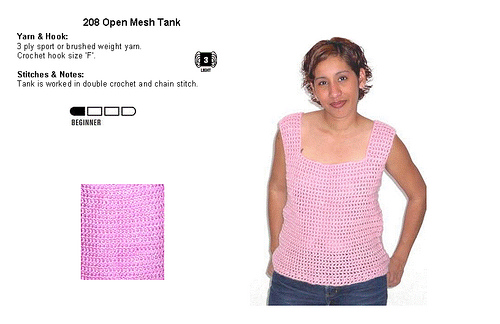 208 Open Mesh Tank
Yarn & Hook:
3 ply sport or brushed weight yarn.
Crochet hook size "F".
3
LIGHT
Stitches & Notes:
Tank is worked in double crochet and chain stitch.
BEGINNER